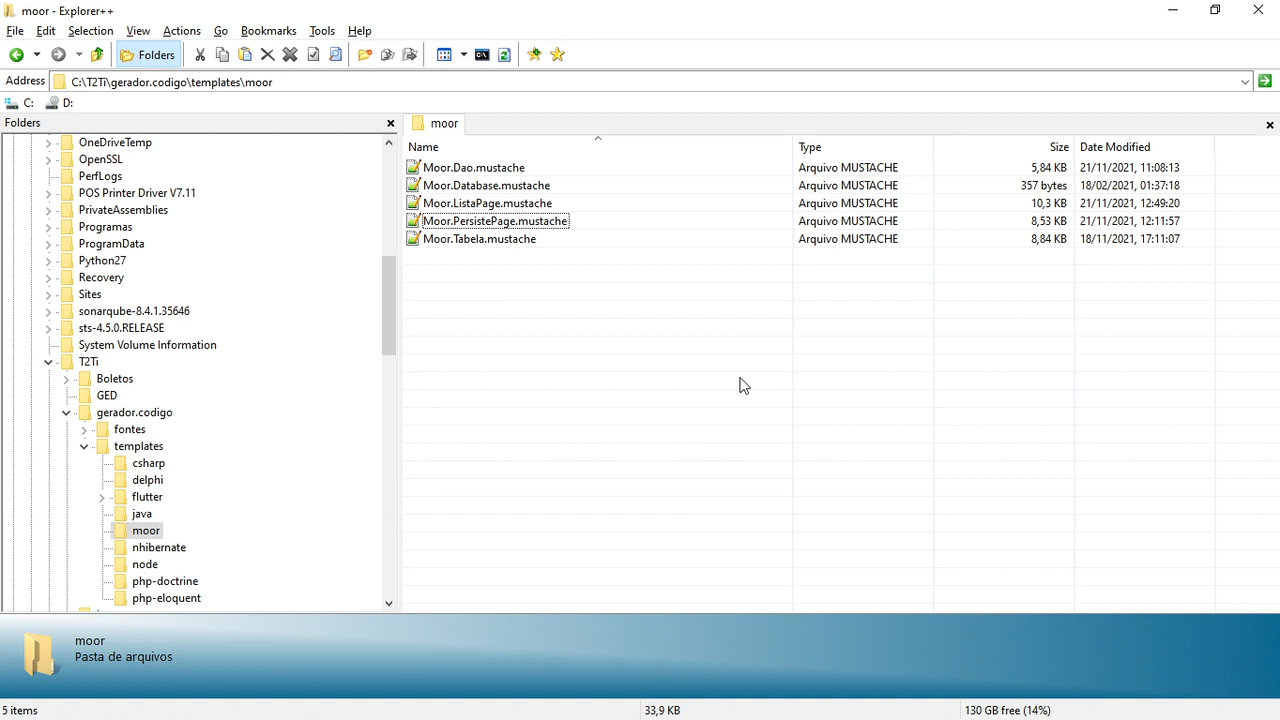 moor - Explorer++
File Edit Selection View Actions Go Bookmarks Tools Help
Folders
Address C:\T2Ti\gerador.codigo\templates\moor
C: D:
Folders
OneDriveTemp
OpenSSL
PerfLogs
POS Printer Driver V7.11
PrivateAssemblies
Programas
ProgramData
Python27
Recovery
Sites
sonarqube-8.4.1.35646
sts-4.5.0.RELEASE
System Volume Information
T2Ti
Boletos
GED
gerador.codigo
fontes
templates
csharp
delphi
flutter
java
moor
nhibernate
node
php-doctrine
php-eloquent
moor
Name Type Size Date Modified
Moor.Dao.mustache Arquivo MUSTACHE 5,84 KB 21/11/2021, 11:08:13
Moor.Database.mustache Arquivo MUSTACHE 357 bytes 18/02/2021, 01:37:18
Moor.ListaPage.mustache Arquivo MUSTACHE 10,3 KB 21/11/2021, 12:49:20
Moor.PersistePage.mustache Arquivo MUSTACHE 8,53 KB 21/11/2021, 12:11:57
Moor.Tabela.mustache Arquivo MUSTACHE 8,84 KB 18/11/2021, 17:11:07
moor
Pasta de arquivos
5 items 33,9 KB 130 GB free (14%)